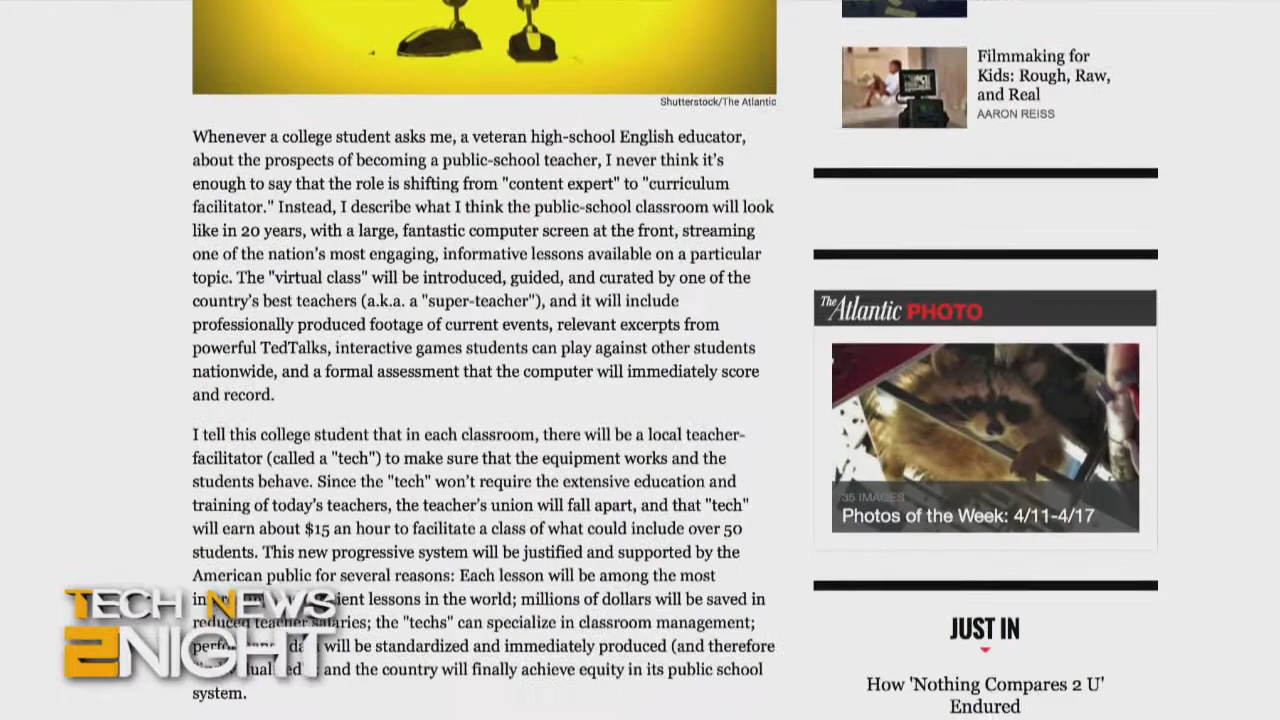 Shutterstock/The Atlantic
Whenever a college student asks me, a veteran high-school English educator,
about the prospects of becoming a public-school teacher, I never think it’s
enough to say that the role is shifting from "content expert" to "curriculum
facilitator." Instead, I describe what I think the public-school classroom will look
like in 20 years, with a large, fantastic computer screen at the front, streaming
one of the nation’s most engaging, informative lessons available on a particular
topic. The "virtual class" will be introduced, guided, and curated by one of the
country’s best teachers (a.k.a. a "super-teacher"), and it will include
professionally produced footage of current events, relevant excerpts from
powerful TedTalks, interactive games students can play against other students
nationwide, and a formal assessment that the computer will immediately score
and record.
I tell this college student that in each classroom, there will be a local teacher-
facilitator (called a "tech") to make sure that the equipment works and the
students behave. Since the "tech" won’t require the extensive education and
training of today’s teachers, the teacher’s union will fall apart, and that "tech"
will earn about $15 an hour to facilitate a class of what could include over 50
students. This new progressive system will be justified and supported by the
American public for several reasons: Each lesson will be among the most
lessons in the world; millions of dollars will be saved in
reduced teacher salaries; the "techs" can specialize in classroom management;
will be standardized and immediately produced (and therefore
and the country will finally achieve equity in its public school
system.
TECH NEWS
2NIGHT
Filmmaking for
Kids: Rough, Raw,
and Real
AARON REISS
The Atlantic PHOTO
35 IMAGES
Photos of the Week: 4/11-4/17
JUST IN
How 'Nothing Compares 2 U'
Endured